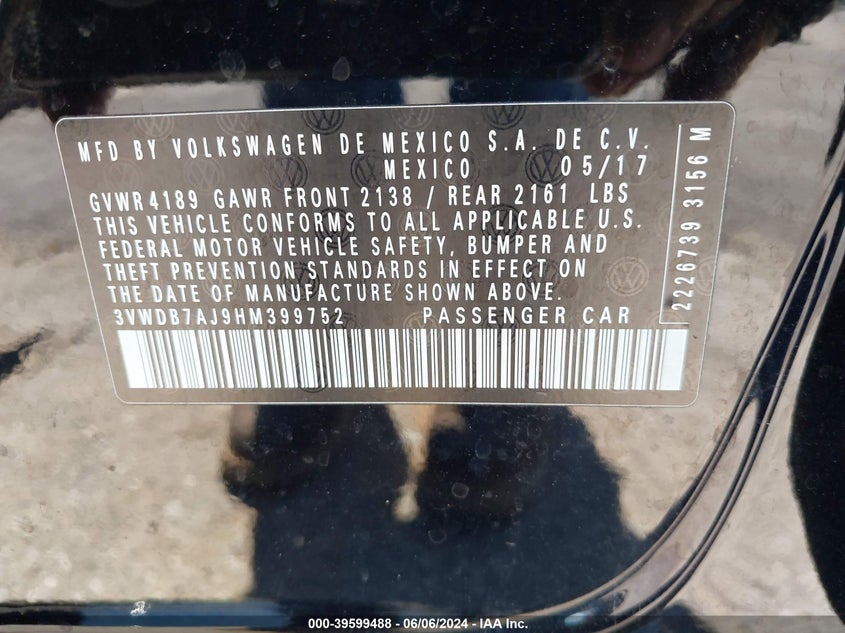 MFD BY VOLKSWAGEN DE MEXICO S.A. DE C.V.
MEXICO 05/17
GVWR 4189 GAWR FRONT 2138 / REAR 2161 LBS
THIS VEHICLE CONFORMS TO ALL APPLICABLE U.S.
FEDERAL MOTOR VEHICLE SAFETY, BUMPER AND
THEFT PREVENTION STANDARDS IN EFFECT ON
THE DATE OF MANUFACTURE SHOWN ABOVE.
3VWDB7AJ9HM399752 PASSENGER CAR
2226739 3156 M
000-39599488 - 06/06/2024 - IAA Inc.